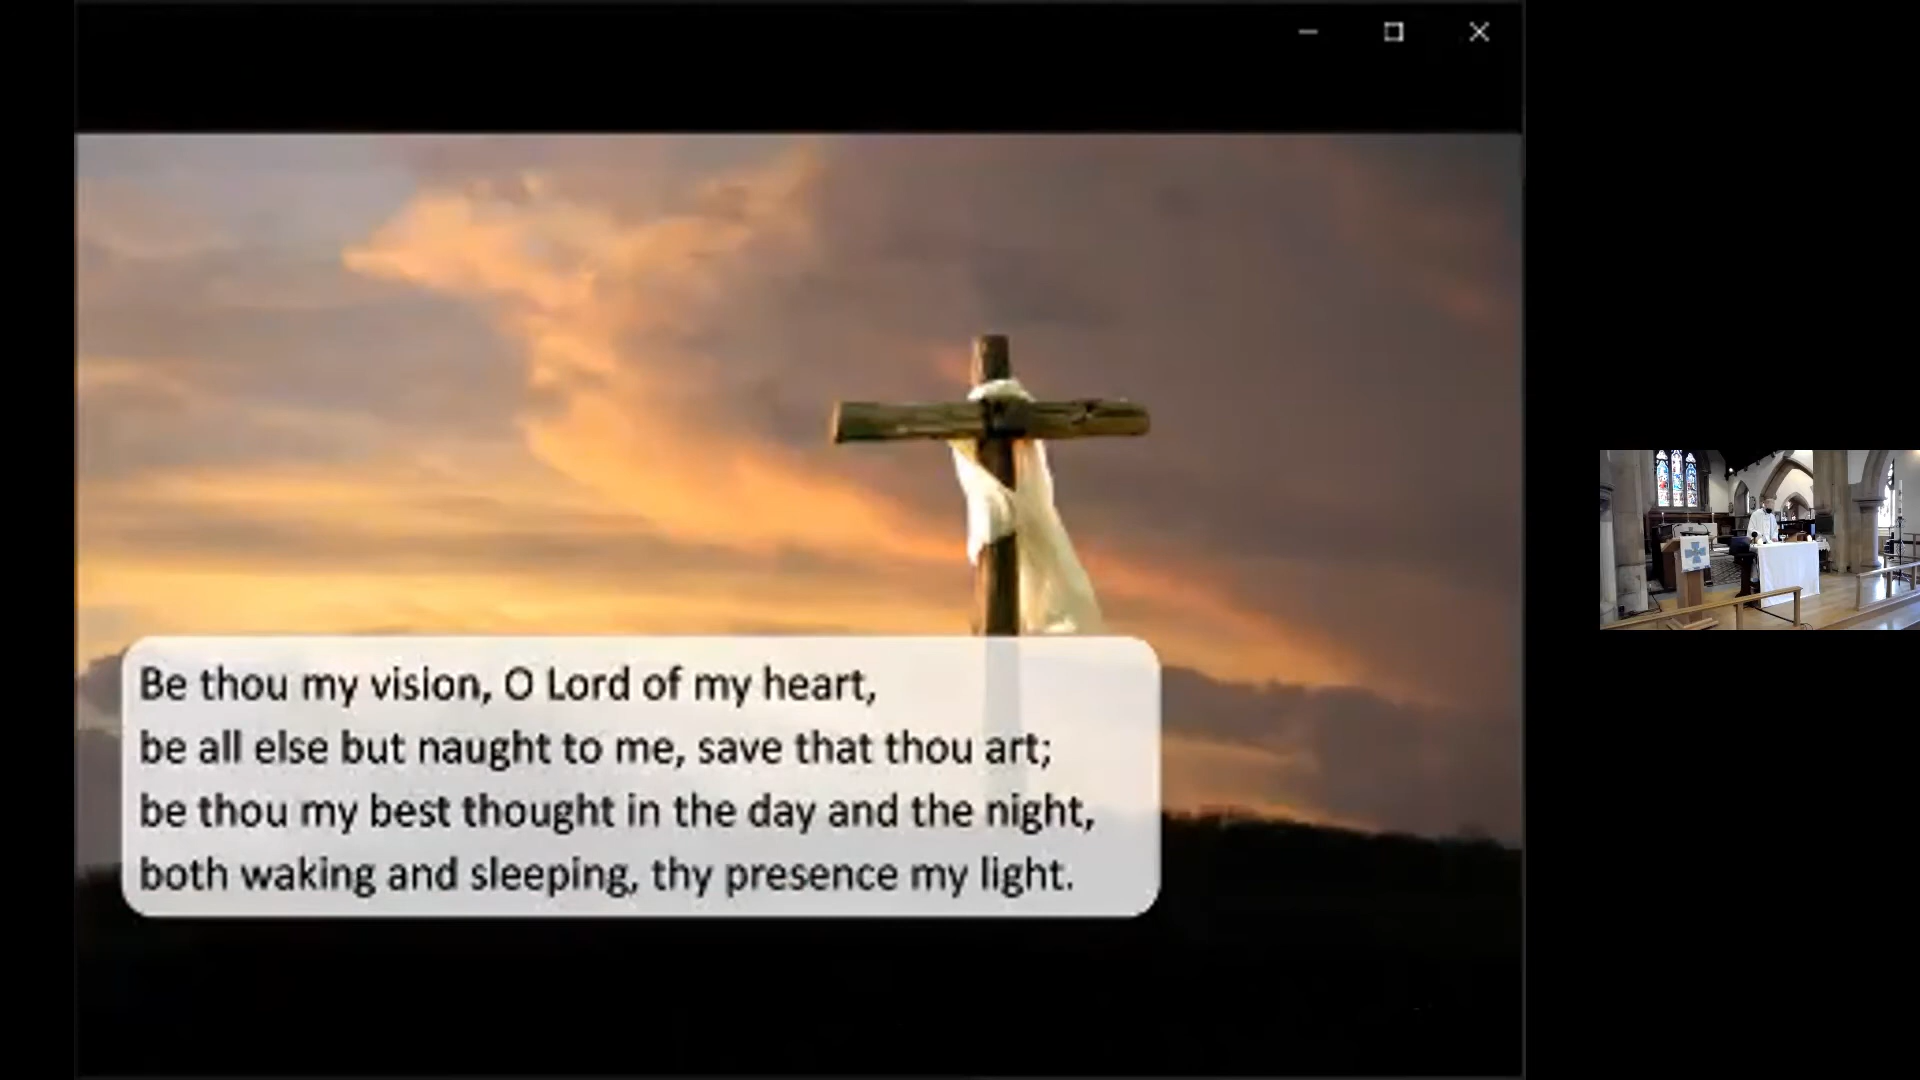 Be thou my vision, O Lord of my heart,
be all else but naught to me, save that thou art;
be thou my best thought in the day and the night,
both waking and sleeping, thy presence my light.